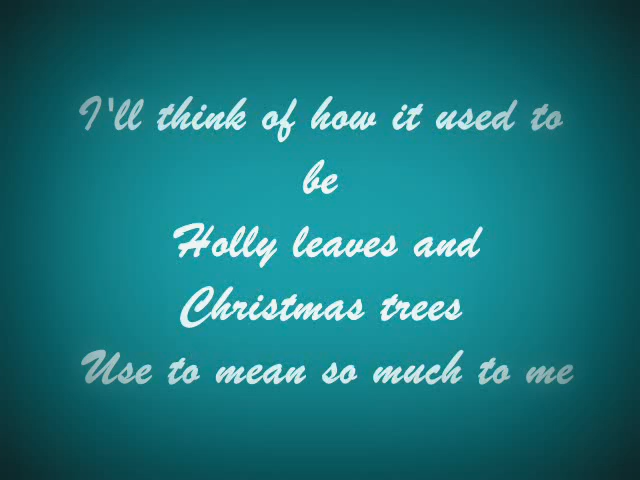 I'll think of how it used to
be
Holly leaves and
Christmas trees
Use to mean so much to me